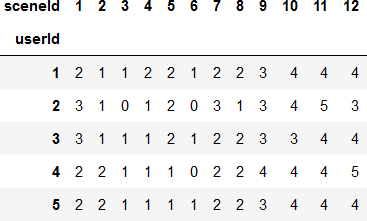 sceneId 1 2 3 4 5 6 7 8 9 10 11 12
userId
1 2 1 1 2 2 1 2 2 3 4 4 4
2 3 1 0 1 2 0 3 1 3 4 5 3
3 3 1 1 1 2 1 2 2 3 3 4 4
4 2 2 1 1 1 0 2 2 4 4 4 5
5 2 2 1 1 1 1 2 2 3 4 4 4